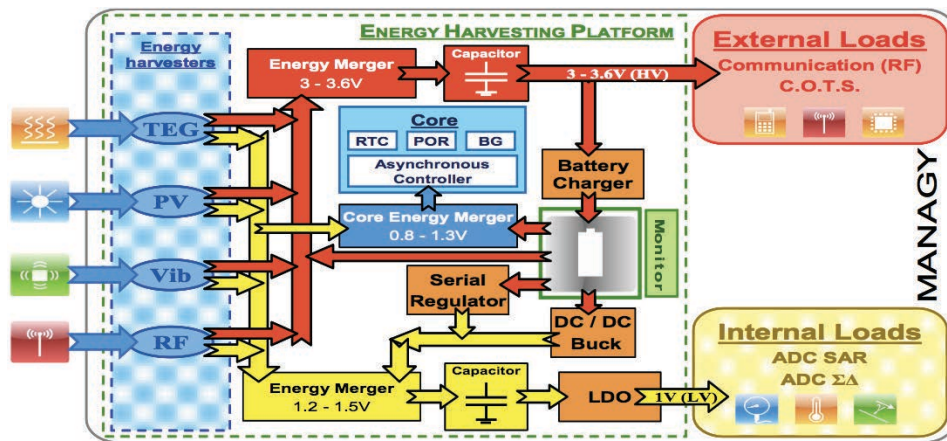 ENERGY HARVESTING PLATFORM
Energy
harvesters
TEG
PV
Vib
RF
Energy Merger
3 - 3.6V
Capacitor
3 - 3.6V (HV)
External Loads
Communication (RF)
C.O.T.S.
Core
RTC
POR
BG
Asynchronous
Controller
Battery
Charger
Core Energy Merger
0.8 - 1.3V
Monitor
Serial
Regulator
DC / DC
Buck
Energy Merger
1.2 - 1.5V
Capacitor
LDO
1V (LV)
Internal Loads
ADC SAR
ADC ΣΔ
MANAGY